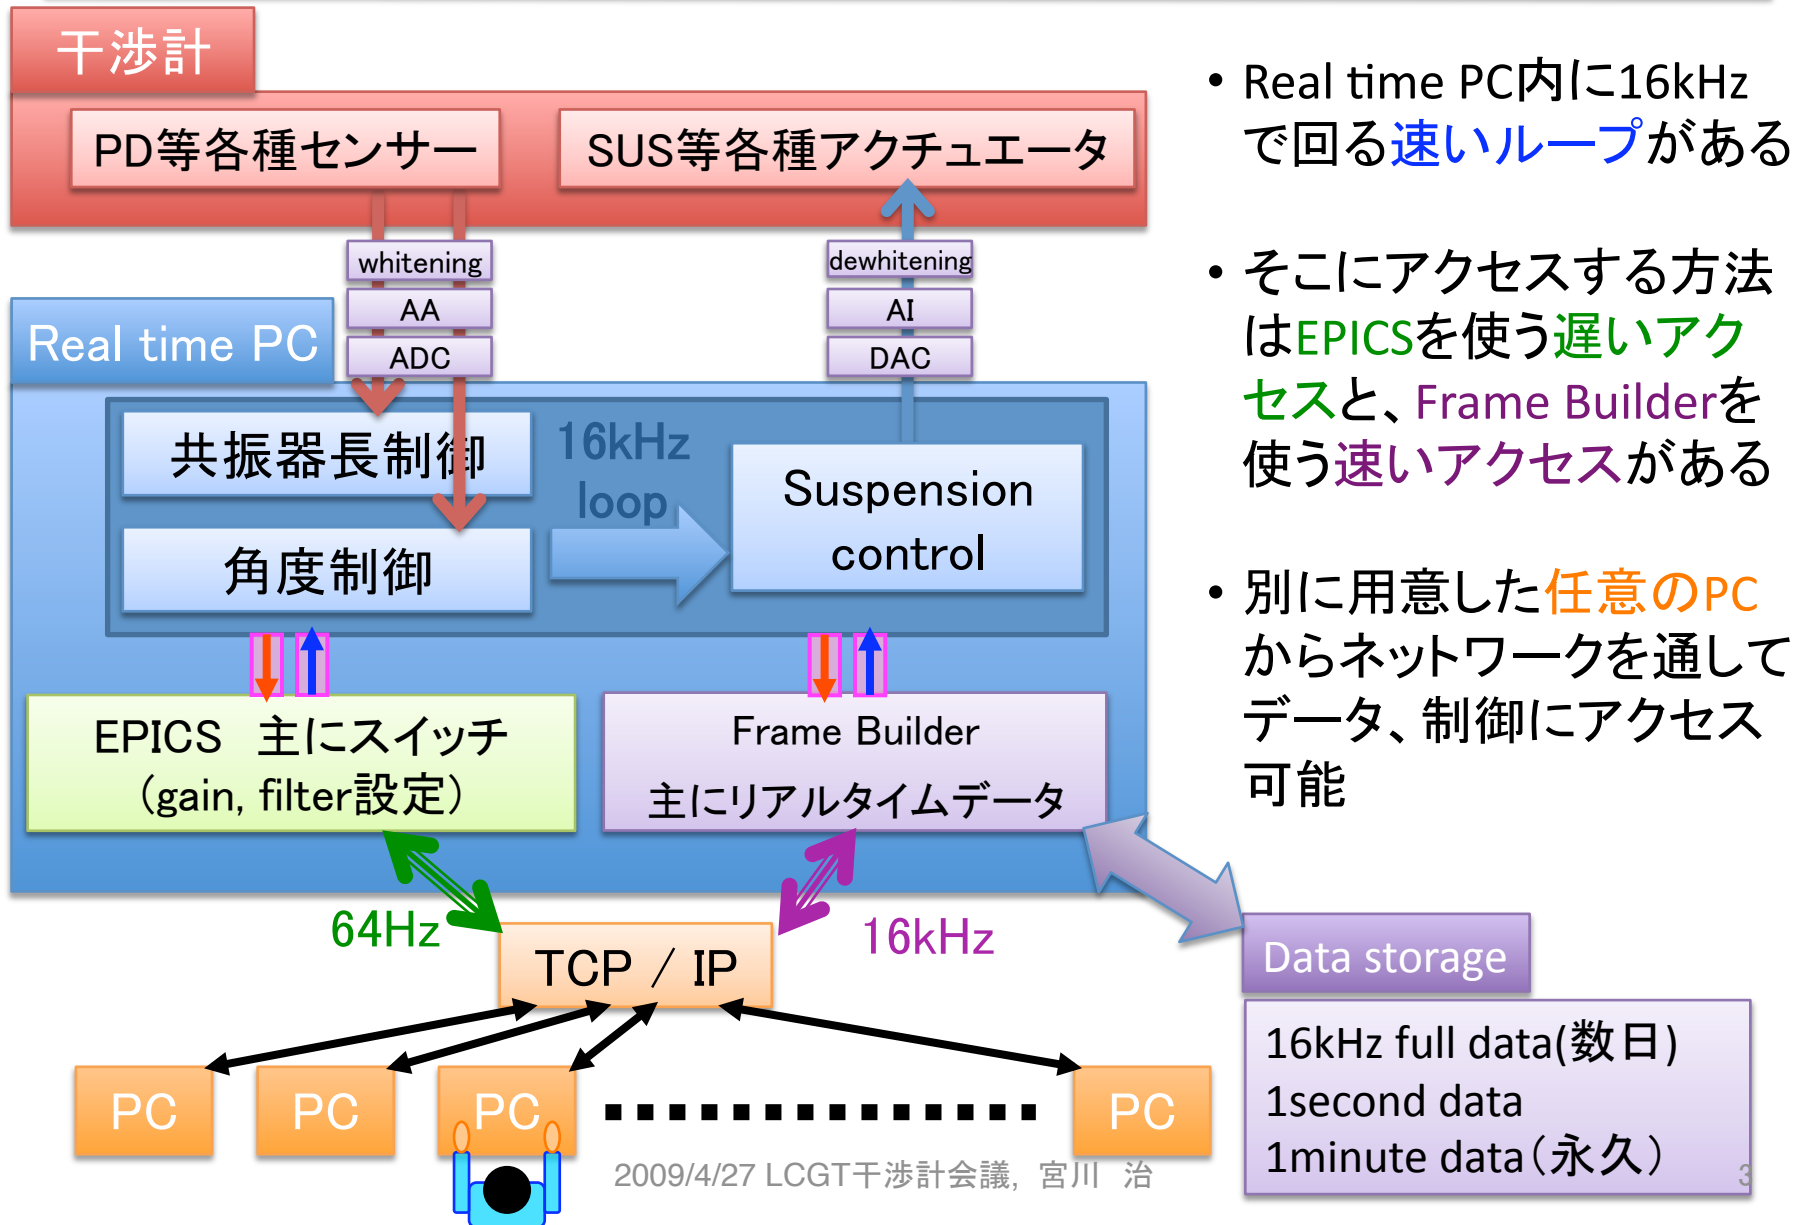 干渉計
PD等各種センサー
SUS等各種アクチュエータ
whitening
AA
ADC
dewhitening
AI
DAC
Real time PC
共振器長制御
角度制御
16kHz
loop
Suspension
control
EPICS　主にスイッチ
（gain, filter設定）
Frame Builder
主にリアルタイムデータ
64Hz
16kHz
TCP / IP
PC
PC
PC
PC
Data storage
16kHz full data(数日)
1second data
1minute data（永久）
• Real time PC内に16kHz
で回る速いループがある
• そこにアクセスする方法
はEPICSを使う遅いアク
セスと、Frame Builderを
使う速いアクセスがある
• 別に用意した任意のPC
からネットワークを通して
データ、制御にアクセス
可能
2009/4/27 LCGT干渉計会議, 宮川　治
3